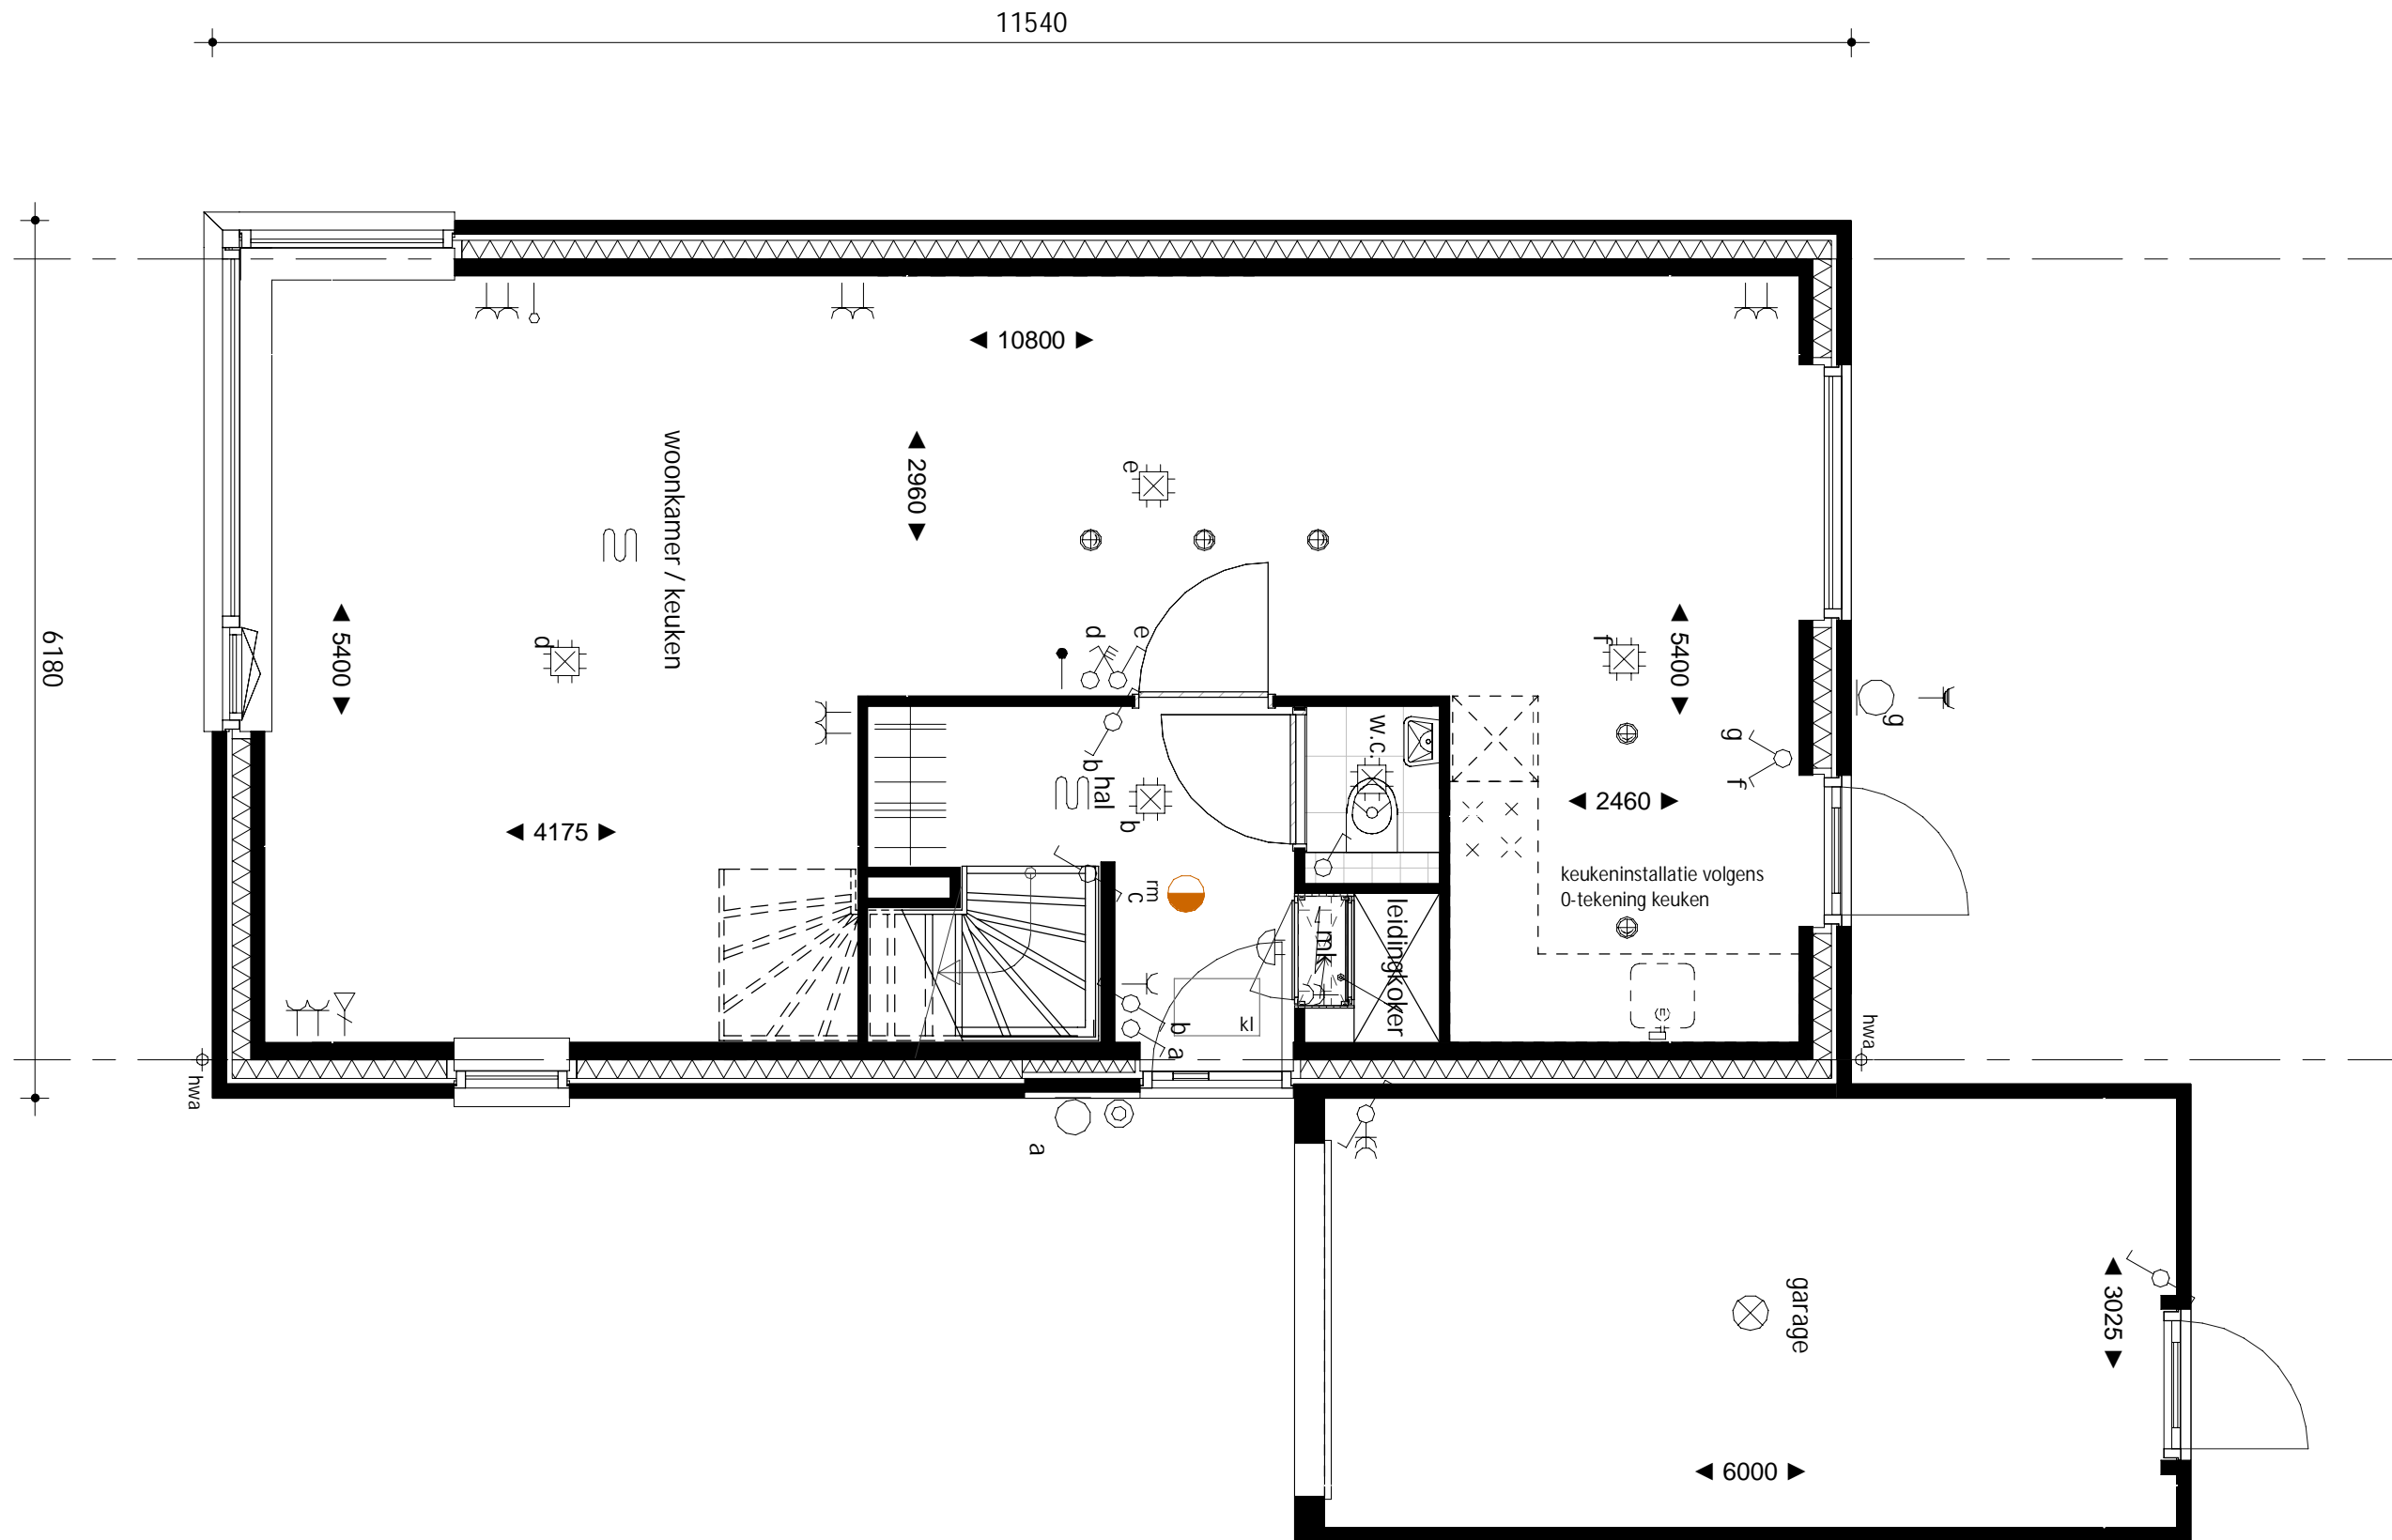 11540
6180
◄ 10800 ►
◄ 2960 ►
woonkamer / keuken
e
d
◄ 5400 ►
d
e
f
◄ 5400 ►
g
g
f
w.c.
b
hal
b
◄ 4175 ►
◄ 2460 ►
keukeninstallatie volgens
0-tekening keuken
rm
c
leidingkoker
mk
kl
b
a
hwa
hwa
a
garage
◄ 3025 ►
◄ 6000 ►